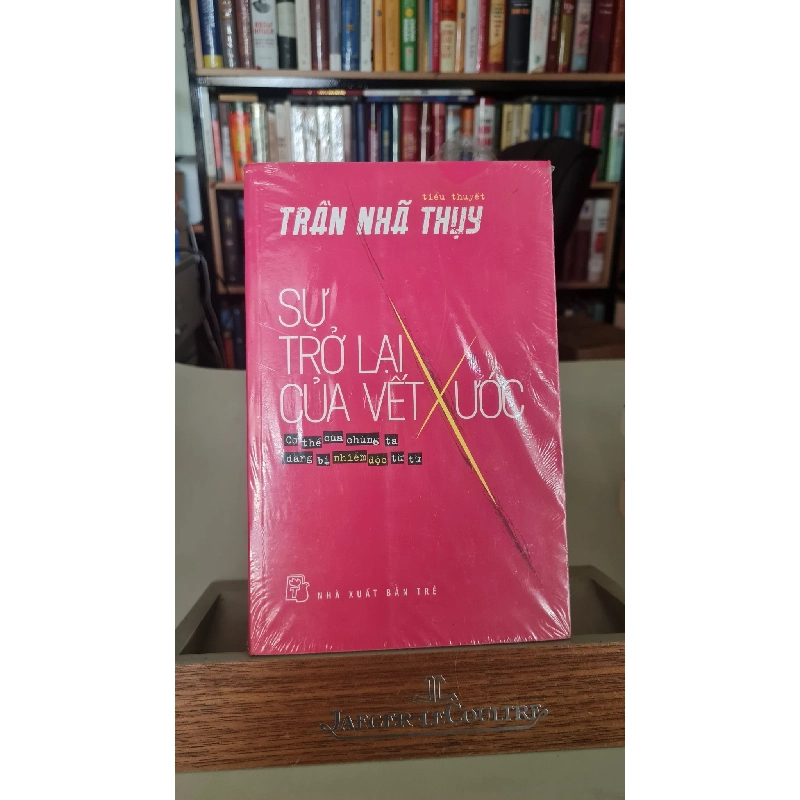 tiểu thuyết
TRẦN NHÃ THỤY
SỰ
TRỞ LẠI
CỦA VẾT XƯỚC
Cơ thể của chúng ta
đang bị nhiễm độc từ từ
NHÀ XUẤT BẢN TRẺ
JAEGER-LECOULTRE